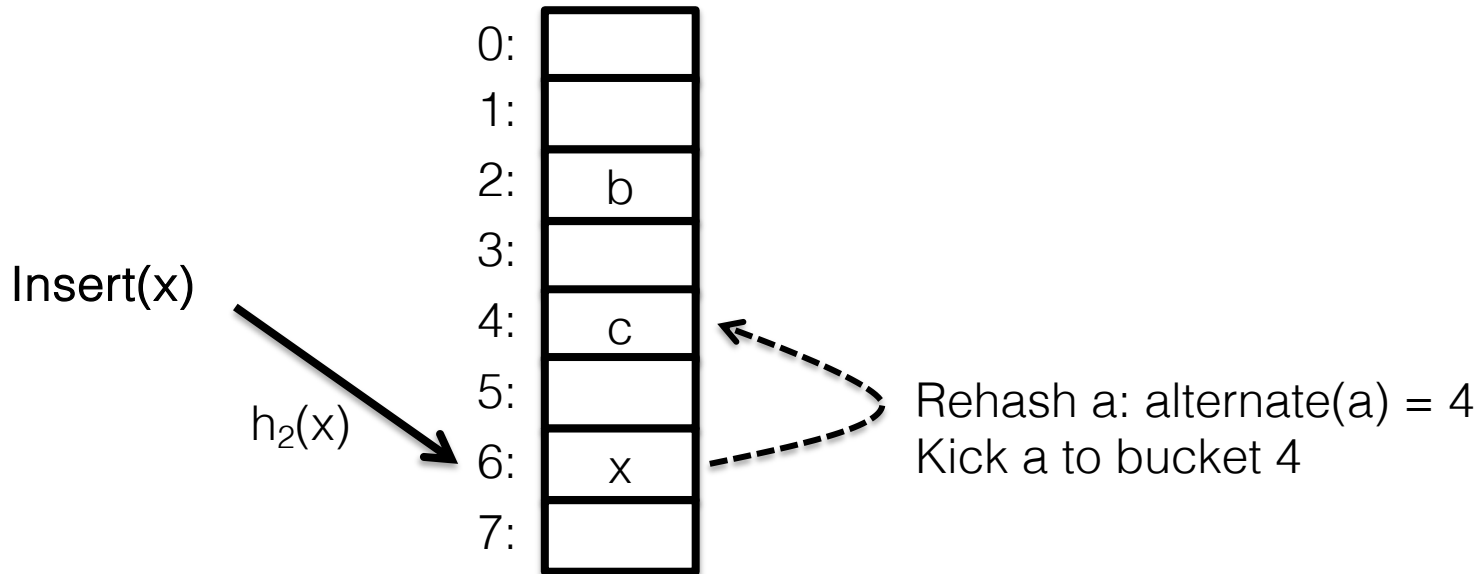 0:
1:
2: b
3:
Insert(x)
4: c
5:
Rehash a: alternate(a) = 4
h₂(x)
6: x
Kick a to bucket 4
7: